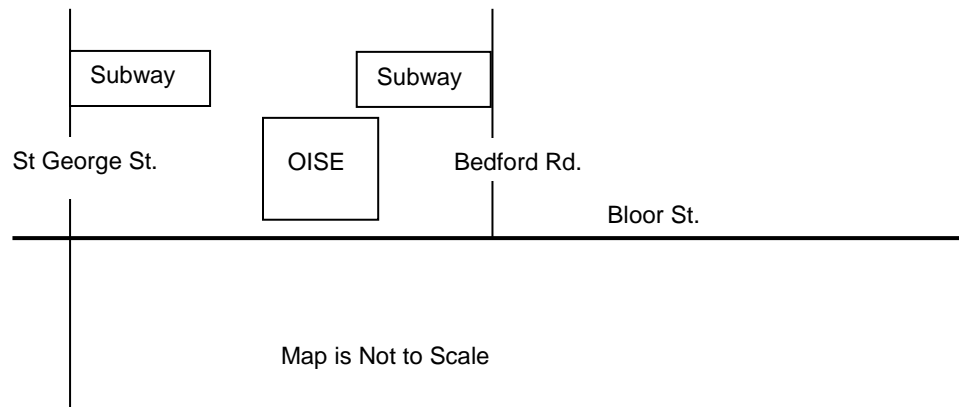 Subway
Subway
St George St.
OISE
Bedford Rd.
Bloor St.
Map is Not to Scale